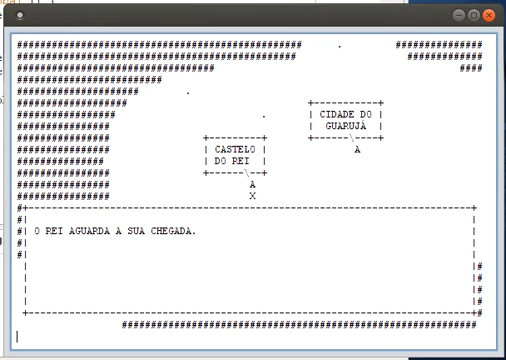 CIDADE DO
GUARUJÁ
A
CASTELO
DO REI
A
X
O REI AGUARDA A SUA CHEGADA.